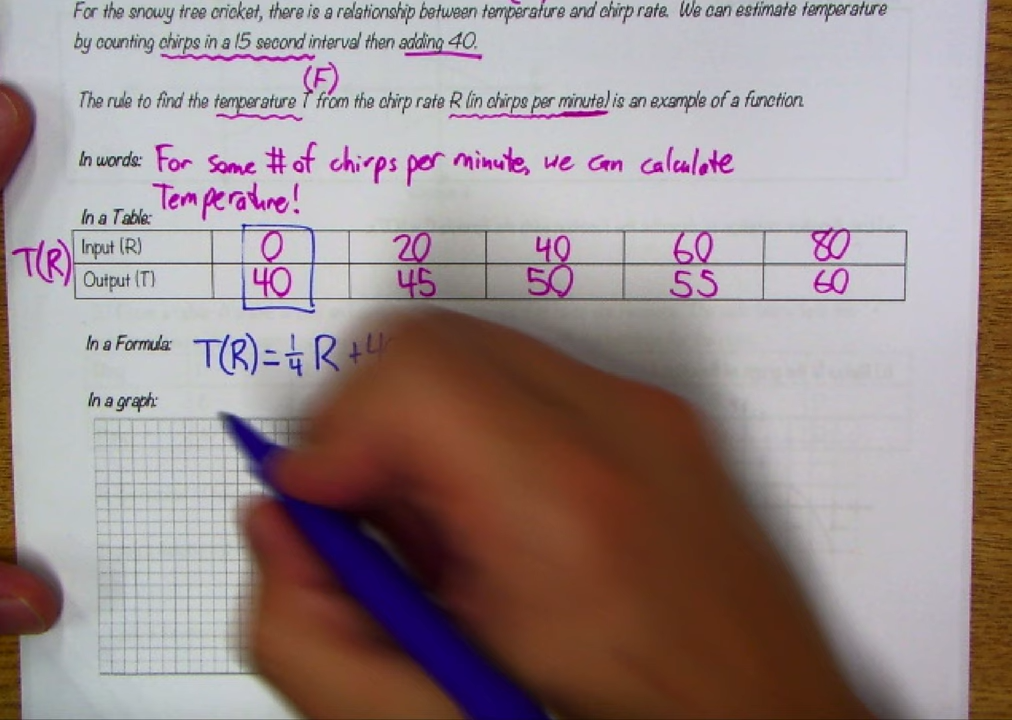 For the snowy tree cricket, there is a relationship between temperature and chirp rate. We can estimate temperature
by counting chirps in a 15 second interval then adding 40.
(F)
The rule to find the temperature T from the chirp rate R (in chirps per minute) is an example of a function.
In words: For some # of chirps per minute, we can calculate
Temperature!
In a Table:
T(R)
Input (R) 0 20 40 60 80
Output (T) 40 45 50 55 60
In a Formula: T(R) = 1/4 R + 4
In a graph: